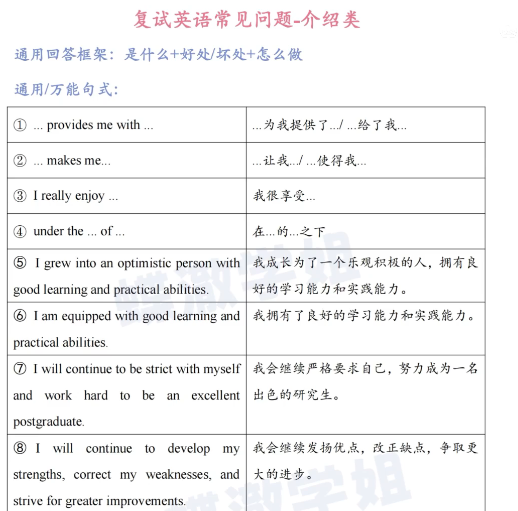 复试英语常见问题-介绍类
通用回答框架：是什么+好处/坏处+怎么做
通用/万能句式：
① ... provides me with ...
...为我提供了.../ ...给了我...
② ... makes me...
...让我.../ ...使得我...
③ I really enjoy ...
我很享受...
④ under the ... of ...
在...的...之下
⑤ I grew into an optimistic person with
good learning and practical abilities.
我成长为了一个乐观积极的人，拥有良
好的学习能力和实践能力。
⑥ I am equipped with good learning and
practical abilities.
我拥有了良好的学习能力和实践能力。
⑦ I will continue to be strict with myself
and work hard to be an excellent
postgraduate.
我会继续严格要求自己，努力成为一名
出色的研究生。
⑧ I will continue to develop my
strengths, correct my weaknesses, and
strive for greater improvements.
我会继续发扬优点，改正缺点，争取更
大的进步。